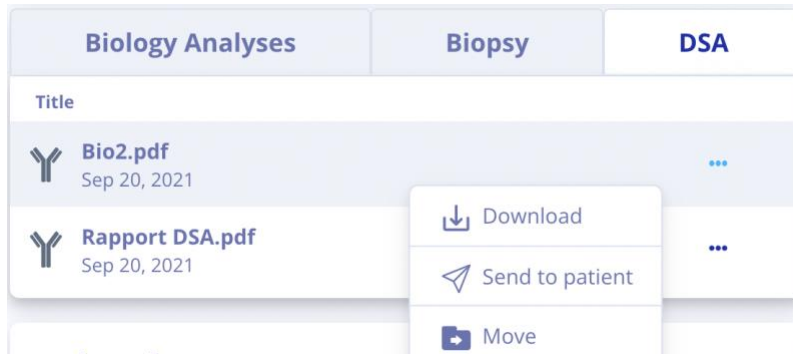 Biology Analyses Biopsy DSA
Title
Bio2.pdf
Sep 20, 2021
Download
Rapport DSA.pdf
Sep 20, 2021
Send to patient
Move